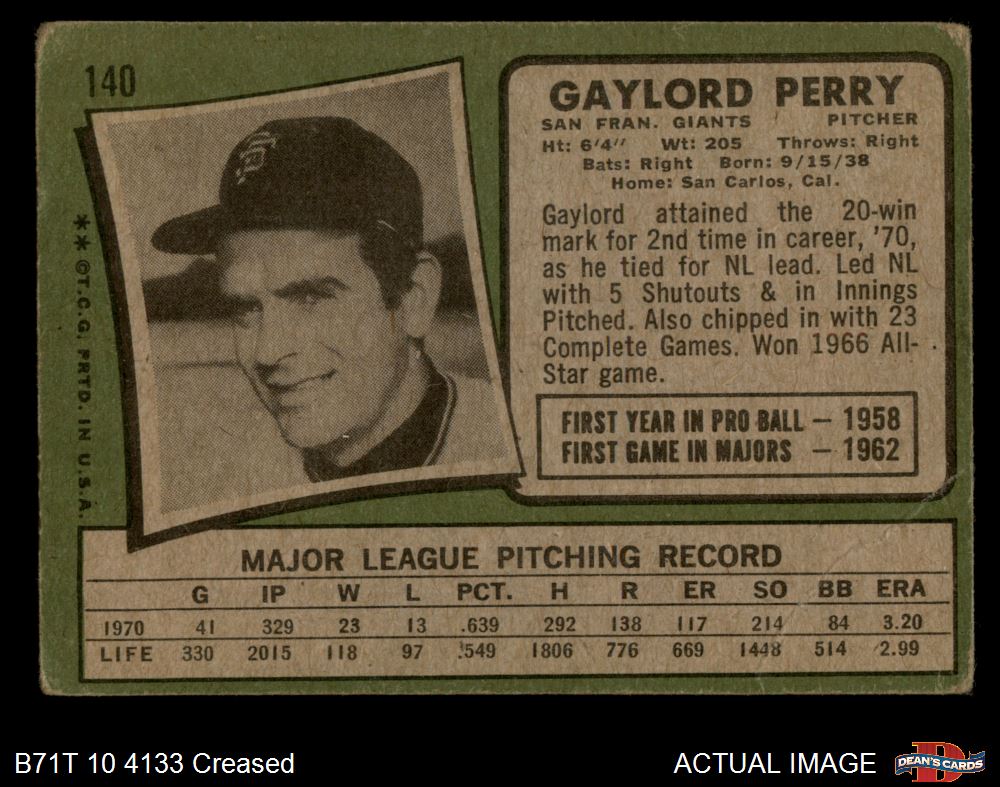 140
GAYLORD PERRY
SAN FRAN. GIANTS PITCHER
Ht: 6'4" Wt: 205 Throws: Right
Bats: Right Born: 9/15/38
Home: San Carlos, Cal.
Gaylord attained the 20-win
mark for 2nd time in career, '70,
as he tied for NL lead. Led NL
with 5 Shutouts & in Innings
Pitched. Also chipped in with 23
Complete Games. Won 1966 All-
Star game.
FIRST YEAR IN PRO BALL — 1958
FIRST GAME IN MAJORS — 1962
**©T.C.G. PRTD. IN U.S.A.
SF
MAJOR LEAGUE PITCHING RECORD
G IP W L PCT. H R ER SO BB ERA
1970 41 329 23 13 .639 292 138 117 214 84 3.20
LIFE 330 2015 118 97 .549 1806 776 669 1448 514 2.99
B71T 10 4133 Creased
ACTUAL IMAGE
D
DEAN'S CARDS